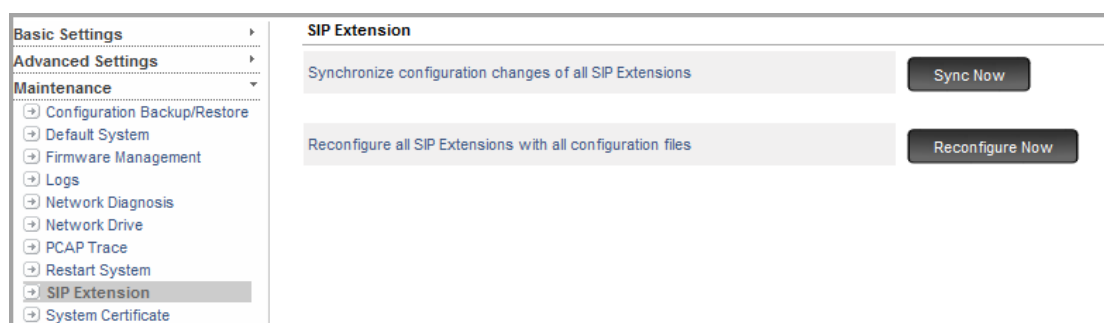 Basic Settings
Advanced Settings
Maintenance
Configuration Backup/Restore
Default System
Firmware Management
Logs
Network Diagnosis
Network Drive
PCAP Trace
Restart System
SIP Extension
System Certificate
SIP Extension
Synchronize configuration changes of all SIP Extensions
Sync Now
Reconfigure all SIP Extensions with all configuration files
Reconfigure Now